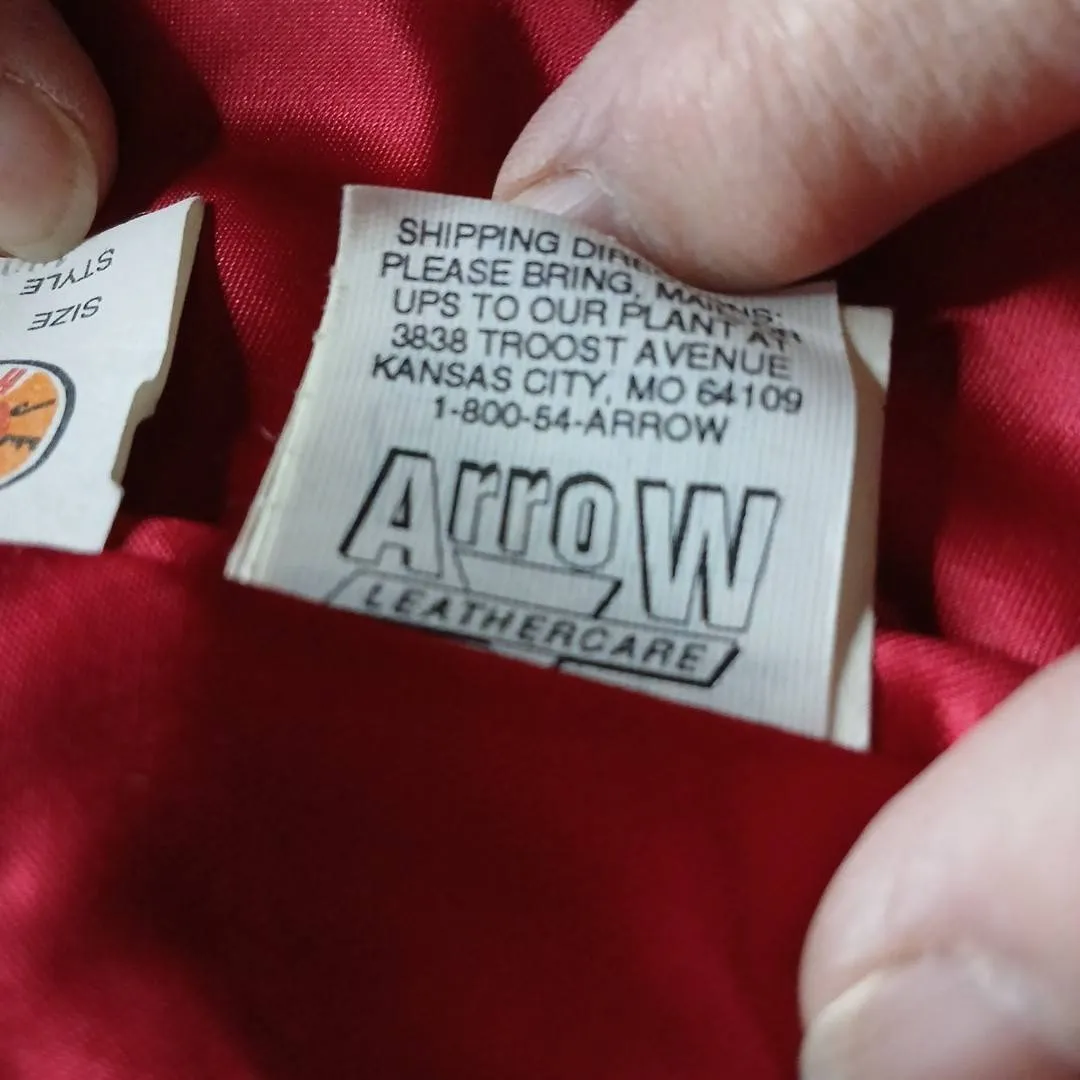 SHIPPING
PLEASE BRING,
UPS TO OUR PLANT AT
3838 TROOST AVENUE
KANSAS CITY, MO 64109
1-800-54-ARROW
Arrow
LEATHERCARE
STYLE
SIZE